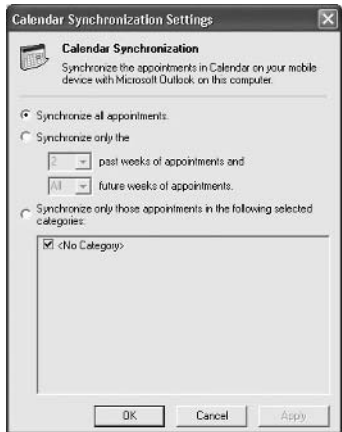 Calendar Synchronization Settings
Calendar Synchronization
Synchronize the appointments in Calendar on your mobile
device with Microsoft Outlook on this computer.
Synchronize all appointments.
Synchronize only the
2 past weeks of appointments and
All future weeks of appointments.
Synchronize only those appointments in the following selected
categories:
<No Category>
OK Cancel Apply